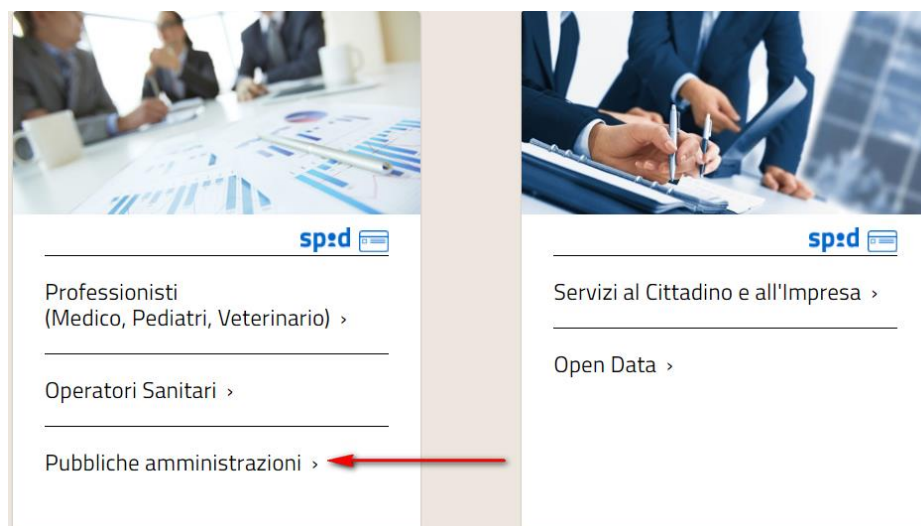 spid
Professionisti
(Medico, Pediatri, Veterinario) ›
Operatori Sanitari ›
Pubbliche amministrazioni ›
spid
Servizi al Cittadino e all'Impresa ›
Open Data ›